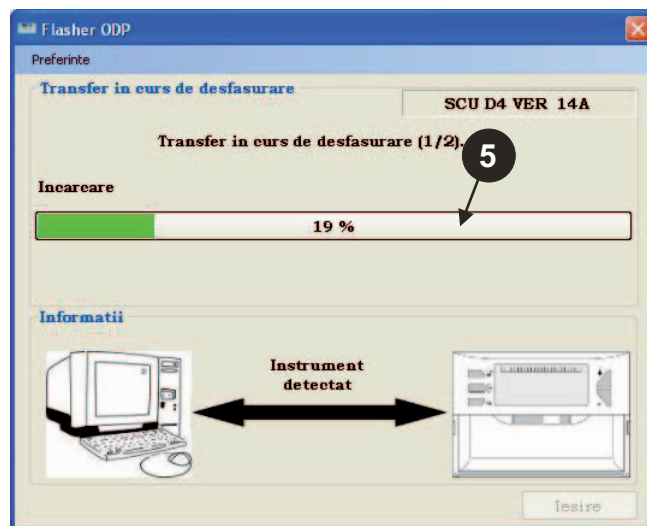 Flasher ODP
Preferinte
Transfer in curs de desfasurare
SCU D4 VER 14A
Transfer in curs de desfasurare (1/2).
5
Incarcare
19 %
Informatii
Instrument
detectat
Iesire